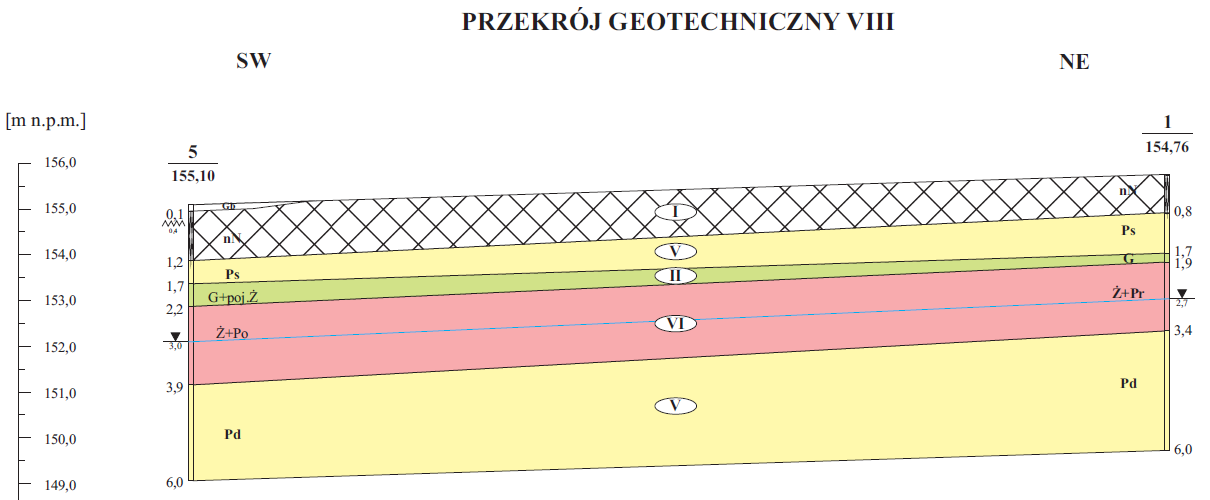 PRZEKRÓJ GEOTECHNICZNY VIII
SW NE
[m n.p.m.]
156,0
155,0
154,0
153,0
152,0
151,0
150,0
149,0
5
155,10
1
154,76
0,1
0,4
1,2
1,7
2,2
3,0
3,9
6,0
Gb
nN
Ps
G+poj.Ż
Ż+Po
Pd
I
V
II
VI
V
nN
Ps
G
Ż+Pr
Pd
0,8
1,7
1,9
2,7
3,4
6,0